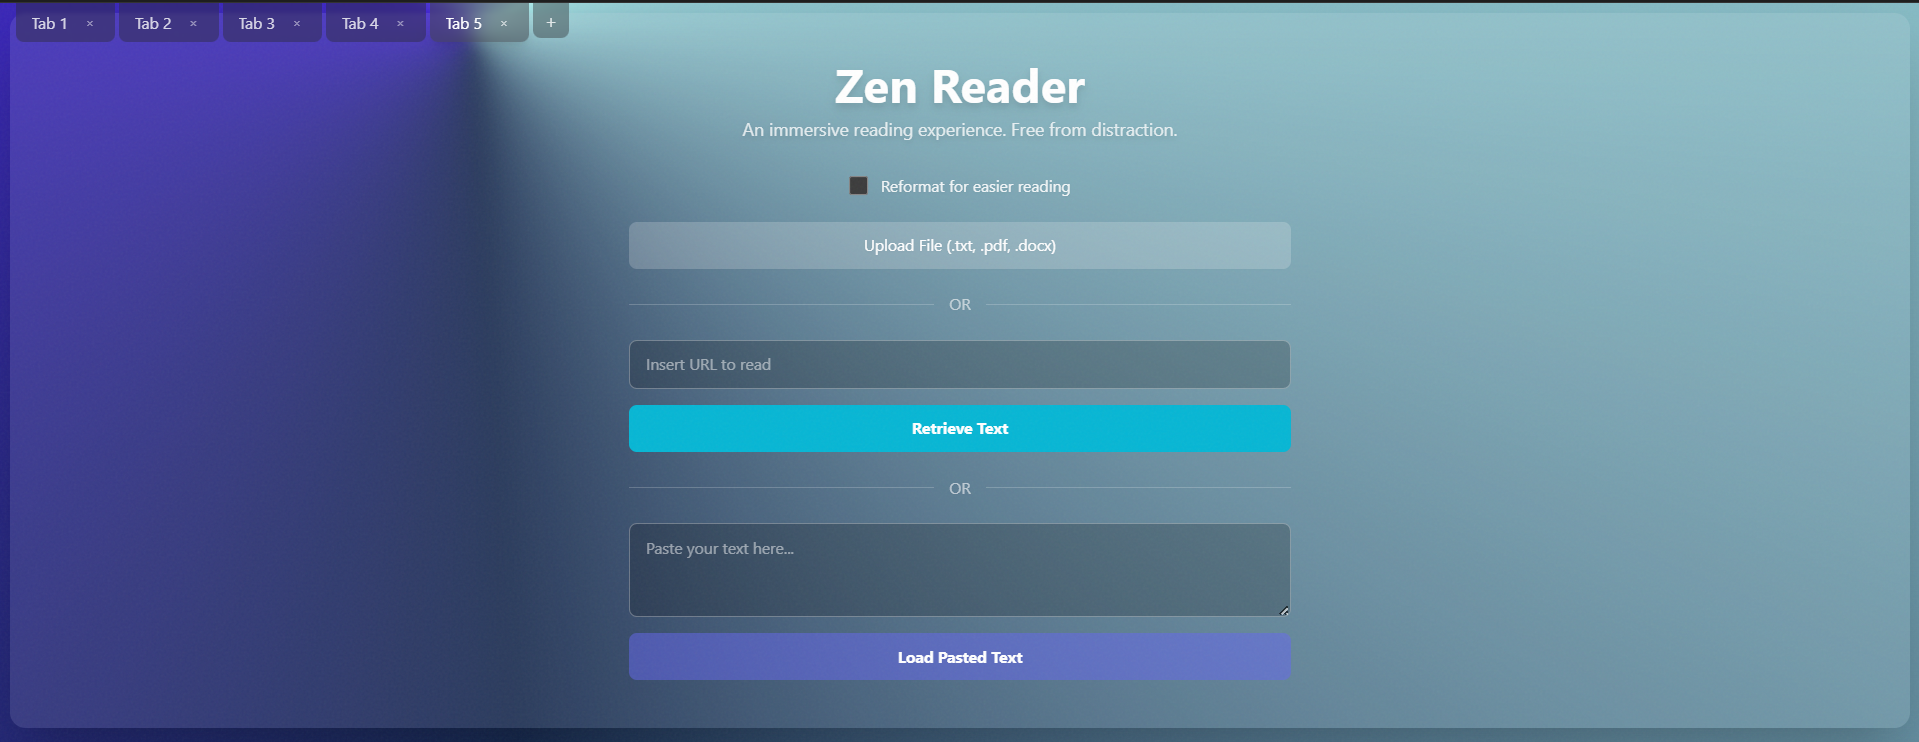 Tab 1 × Tab 2 × Tab 3 × Tab 4 × Tab 5 × +
Zen Reader
An immersive reading experience. Free from distraction.
Reformat for easier reading
Upload File (.txt, .pdf, .docx)
OR
Insert URL to read
Retrieve Text
OR
Paste your text here...
Load Pasted Text